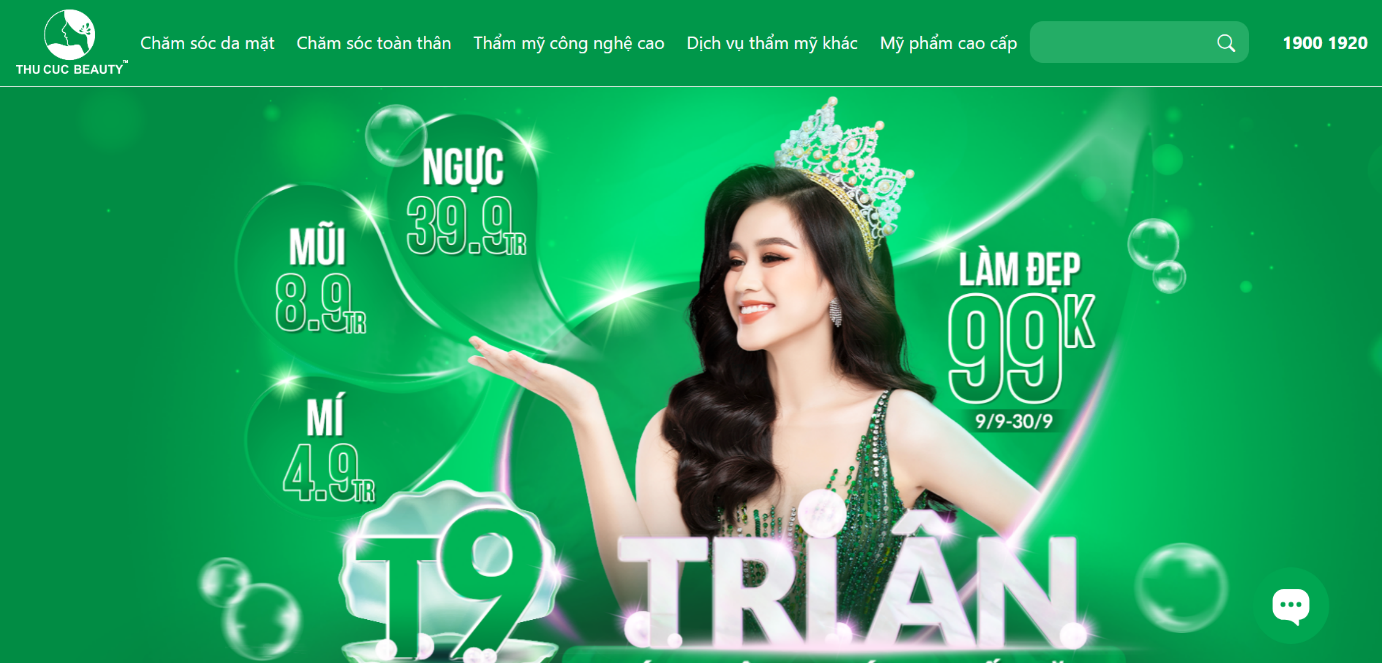 THU CUC BEAUTY™
Chăm sóc da mặt
Chăm sóc toàn thân
Thẩm mỹ công nghệ cao
Dịch vụ thẩm mỹ khác
Mỹ phẩm cao cấp
1900 1920
NGỰC
39.9TR
MŨI
8.9TR
MÍ
4.9TR
LÀM ĐẸP
99K
9/9-30/9
T9 TRI ÂN